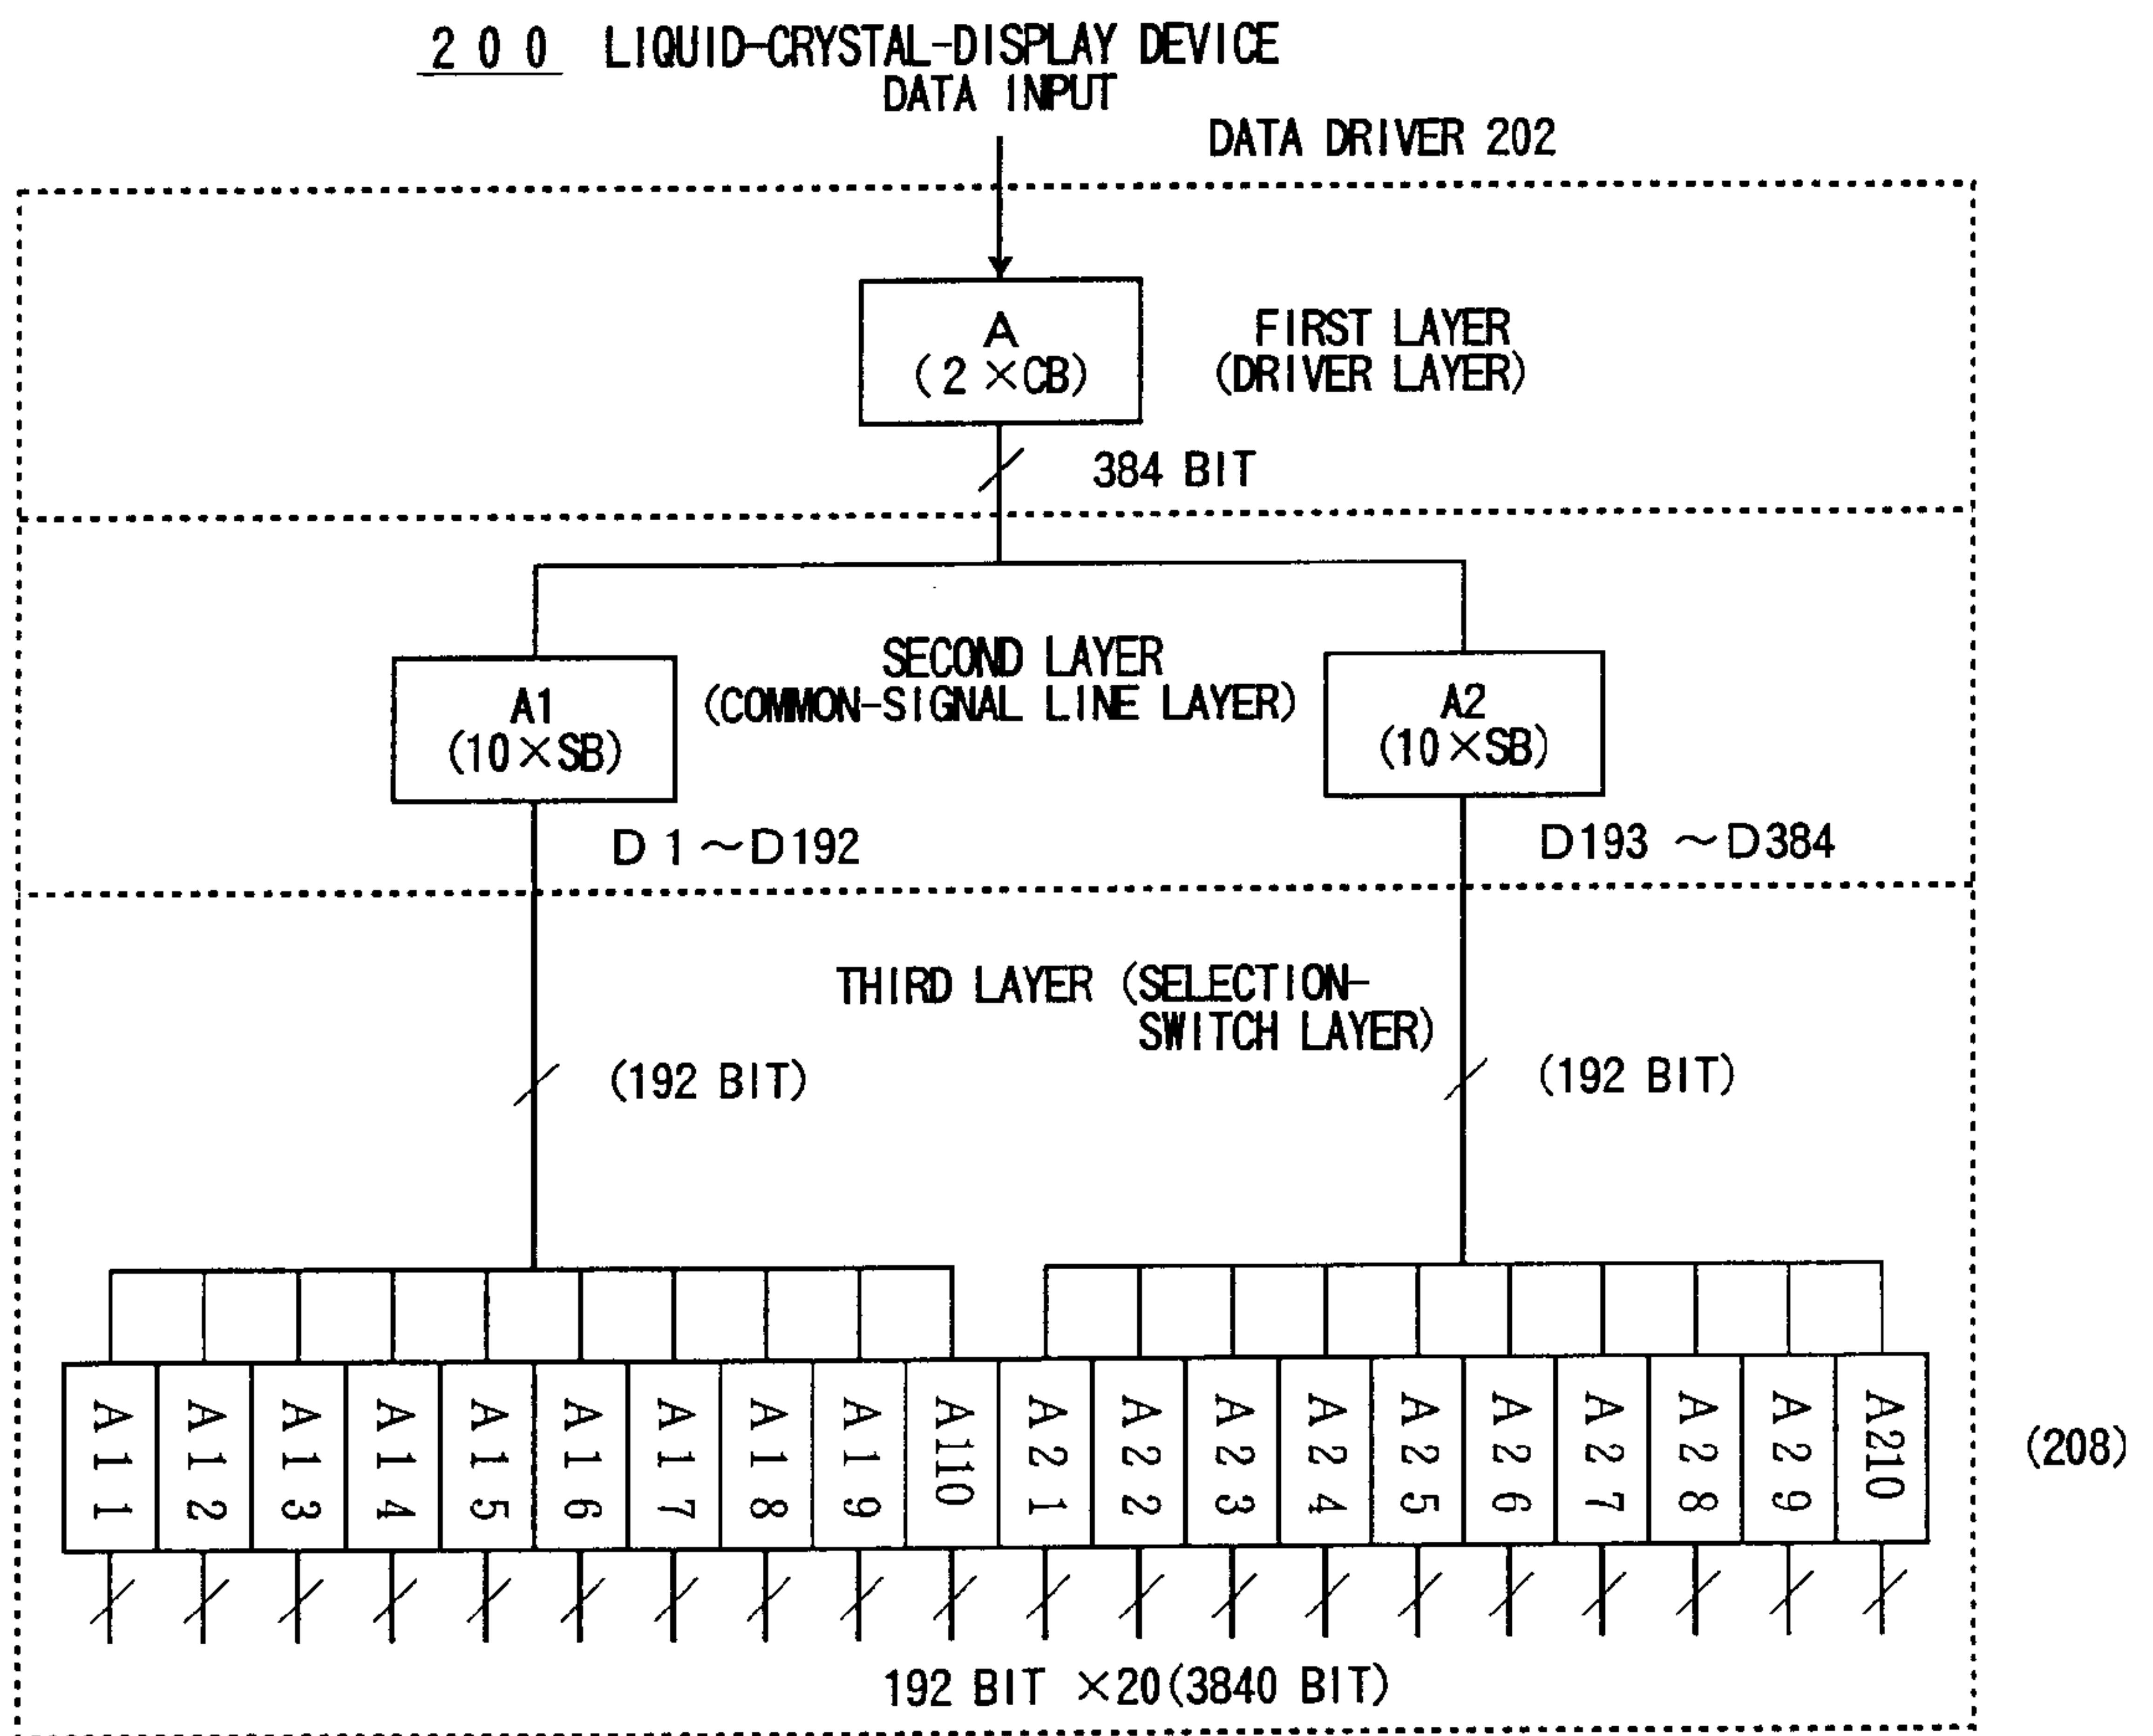 200 LIQUID-CRYSTAL-DISPLAY DEVICE
DATA INPUT
DATA DRIVER 202
A
(2×CB)
FIRST LAYER
(DRIVER LAYER)
384 BIT
SECOND LAYER
(COMMON-SIGNAL LINE LAYER)
A1
(10×SB)
A2
(10×SB)
D1~D192
D193~D384
THIRD LAYER (SELECTION-
SWITCH LAYER)
(192 BIT)
(192 BIT)
A11
A12
A13
A14
A15
A16
A17
A18
A19
A110
A21
A22
A23
A24
A25
A26
A27
A28
A29
A210
(208)
192 BIT ×20(3840 BIT)